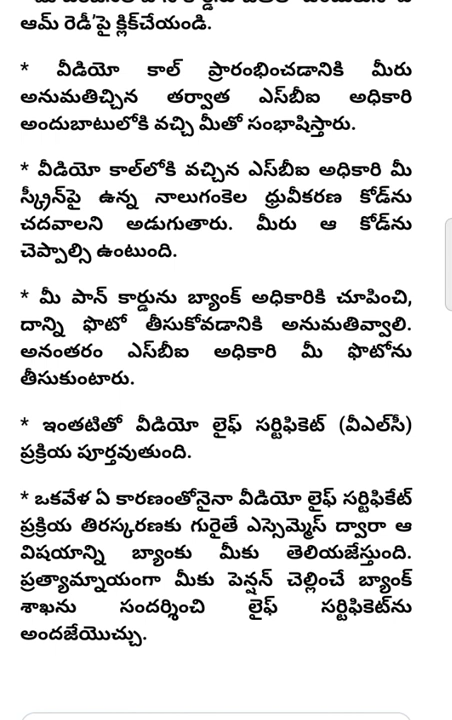 ఆమ్ రెడీ'పై క్లిక్‌చేయండి.
* వీడియో కాల్ ప్రారంభించడానికి మీరు
అనుమతిచ్చిన తర్వాత ఎస్‌బీఐ అధికారి
అందుబాటులోకి వచ్చి మీతో సంభాషిస్తారు.
* వీడియో కాల్‌లోకి వచ్చిన ఎస్‌బీఐ అధికారి మీ
స్క్రీన్‌పై ఉన్న నాలుగంకెల ధ్రువీకరణ కోడ్‌ను
చదవాలని అడుగుతారు. మీరు ఆ కోడ్‌ను
చెప్పాల్సి ఉంటుంది.
* మీ పాన్ కార్డును బ్యాంక్ అధికారికి చూపించి,
దాన్ని ఫొటో తీసుకోవడానికి అనుమతివ్వాలి.
అనంతరం ఎస్‌బీఐ అధికారి మీ ఫొటోను
తీసుకుంటారు.
* ఇంతటితో వీడియో లైఫ్ సర్టిఫికెట్ (వీఎల్‌సీ)
ప్రక్రియ పూర్తవుతుంది.
* ఒకవేళ ఏ కారణంతోనైనా వీడియో లైఫ్ సర్టిఫికేట్
ప్రక్రియ తిరస్కరణకు గురైతే ఎస్సెమ్మెస్ ద్వారా ఆ
విషయాన్ని బ్యాంకు మీకు తెలియజేస్తుంది.
ప్రత్యామ్నాయంగా మీకు పెన్షన్ చెల్లించే బ్యాంక్
శాఖను సందర్శించి లైఫ్ సర్టిఫికెట్‌ను
అందజేయొచ్చు.